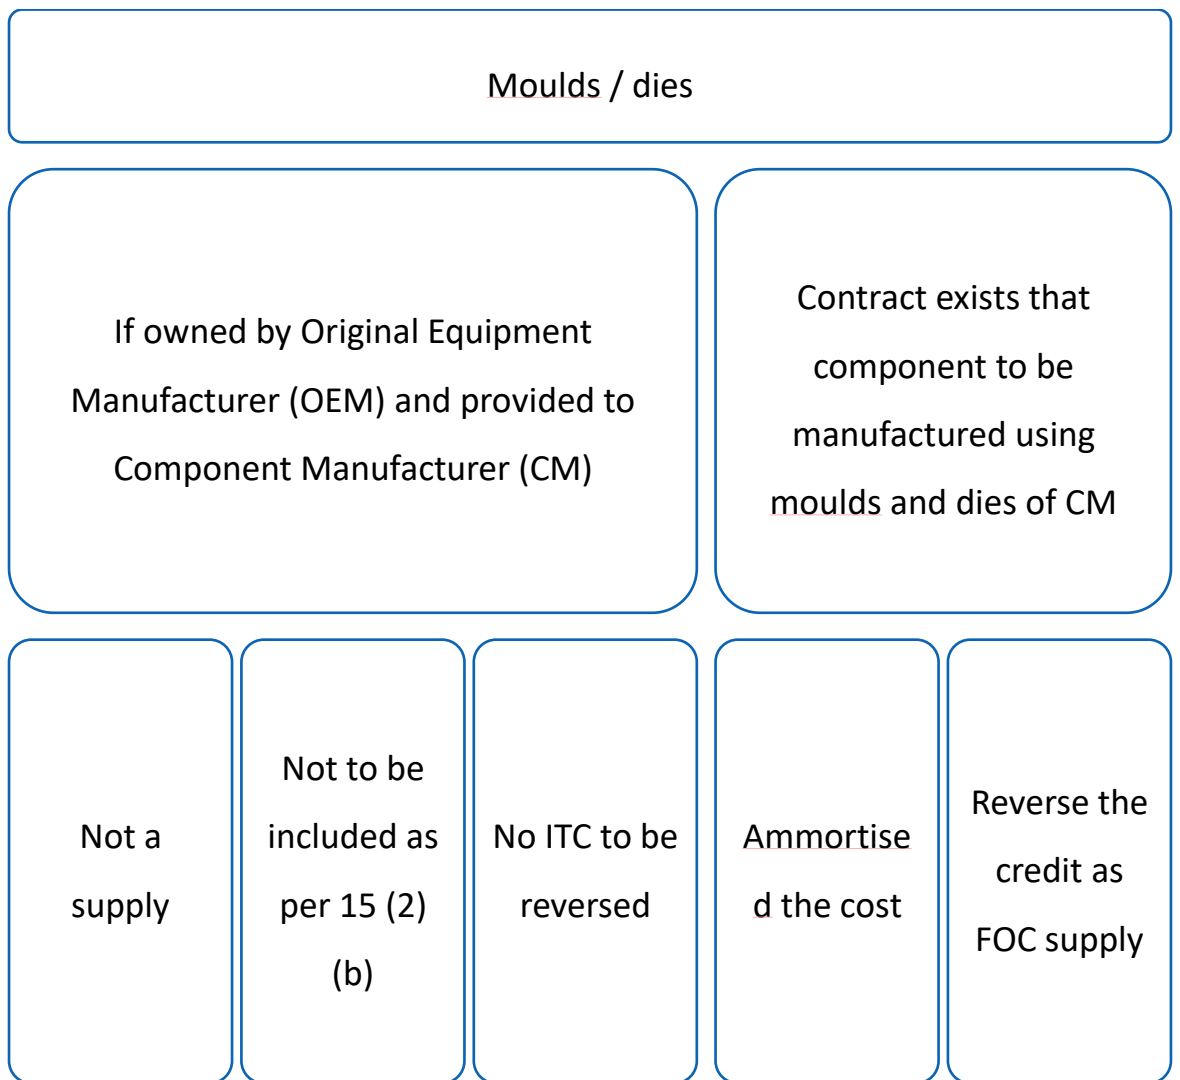 Moulds / dies
If owned by Original Equipment
Manufacturer (OEM) and provided to
Component Manufacturer (CM)
Contract exists that
component to be
manufactured using
moulds and dies of CM
Not a
supply
Not to be
included as
per 15 (2)
(b)
No ITC to be
reversed
Ammortise
d the cost
Reverse the
credit as
FOC supply